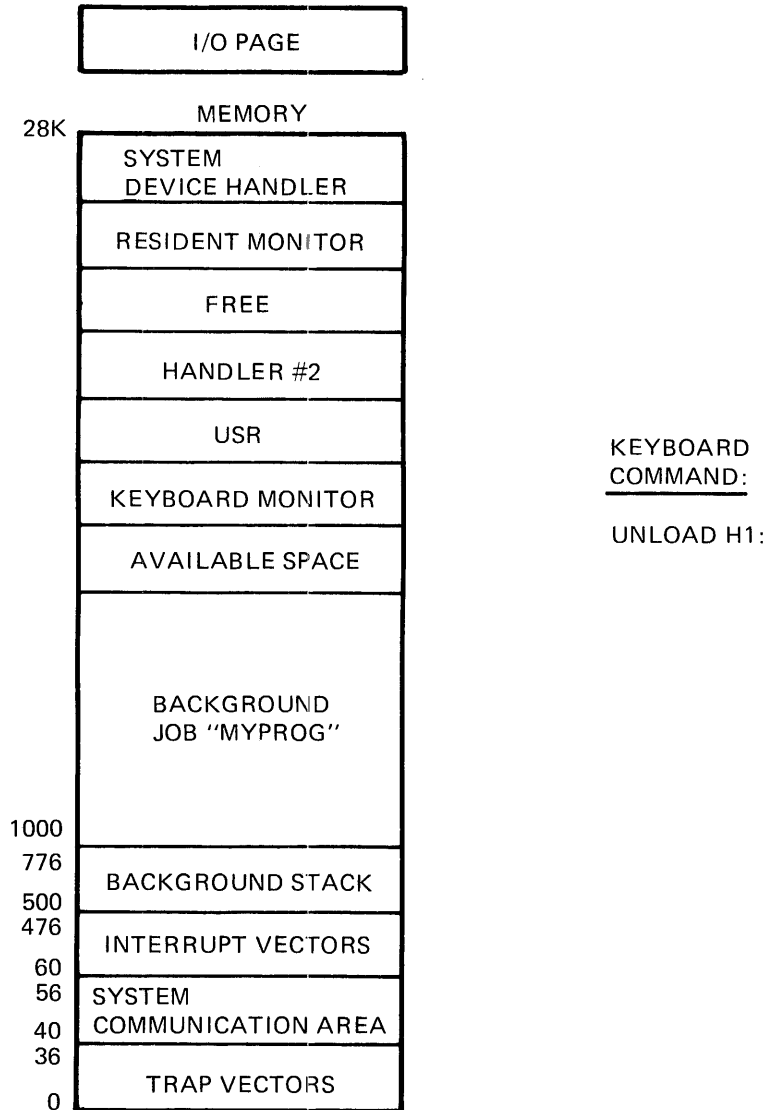 I/O PAGE
MEMORY
28K
SYSTEM
DEVICE HANDLER
RESIDENT MONITOR
FREE
HANDLER #2
USR
KEYBOARD MONITOR
AVAILABLE SPACE
BACKGROUND
JOB "MYPROG"
1000
776
BACKGROUND STACK
500
476
INTERRUPT VECTORS
60
56
SYSTEM
COMMUNICATION AREA
40
36
TRAP VECTORS
0
KEYBOARD
COMMAND:
UNLOAD H1: